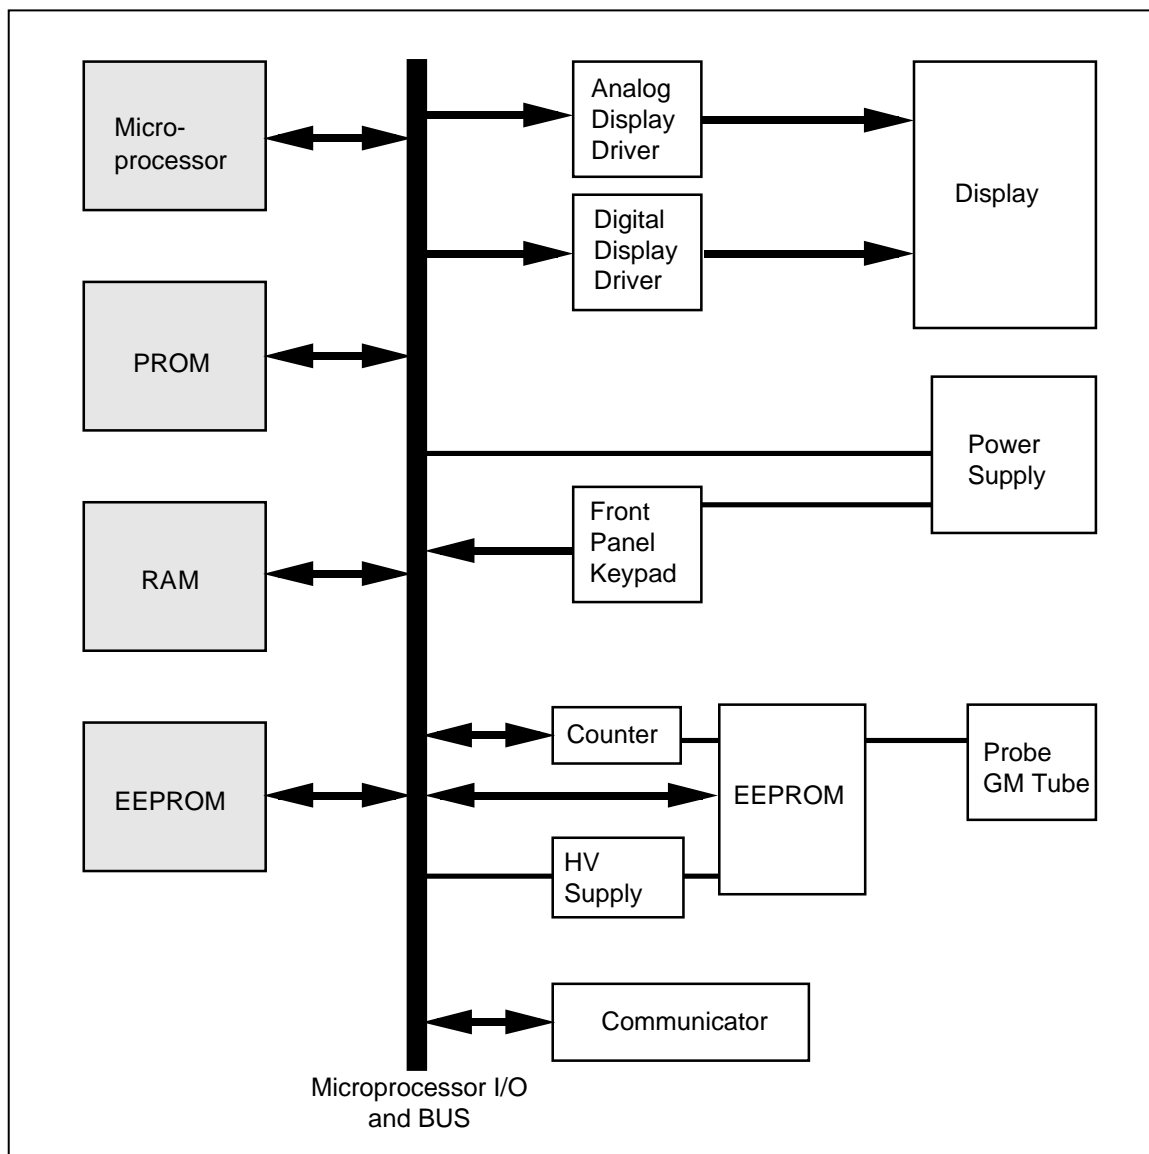 Micro-
processor
PROM
RAM
EEPROM
Analog
Display
Driver
Digital
Display
Driver
Display
Power
Supply
Front
Panel
Keypad
Counter
EEPROM
Probe
GM Tube
HV
Supply
Communicator
Microprocessor I/O
and BUS